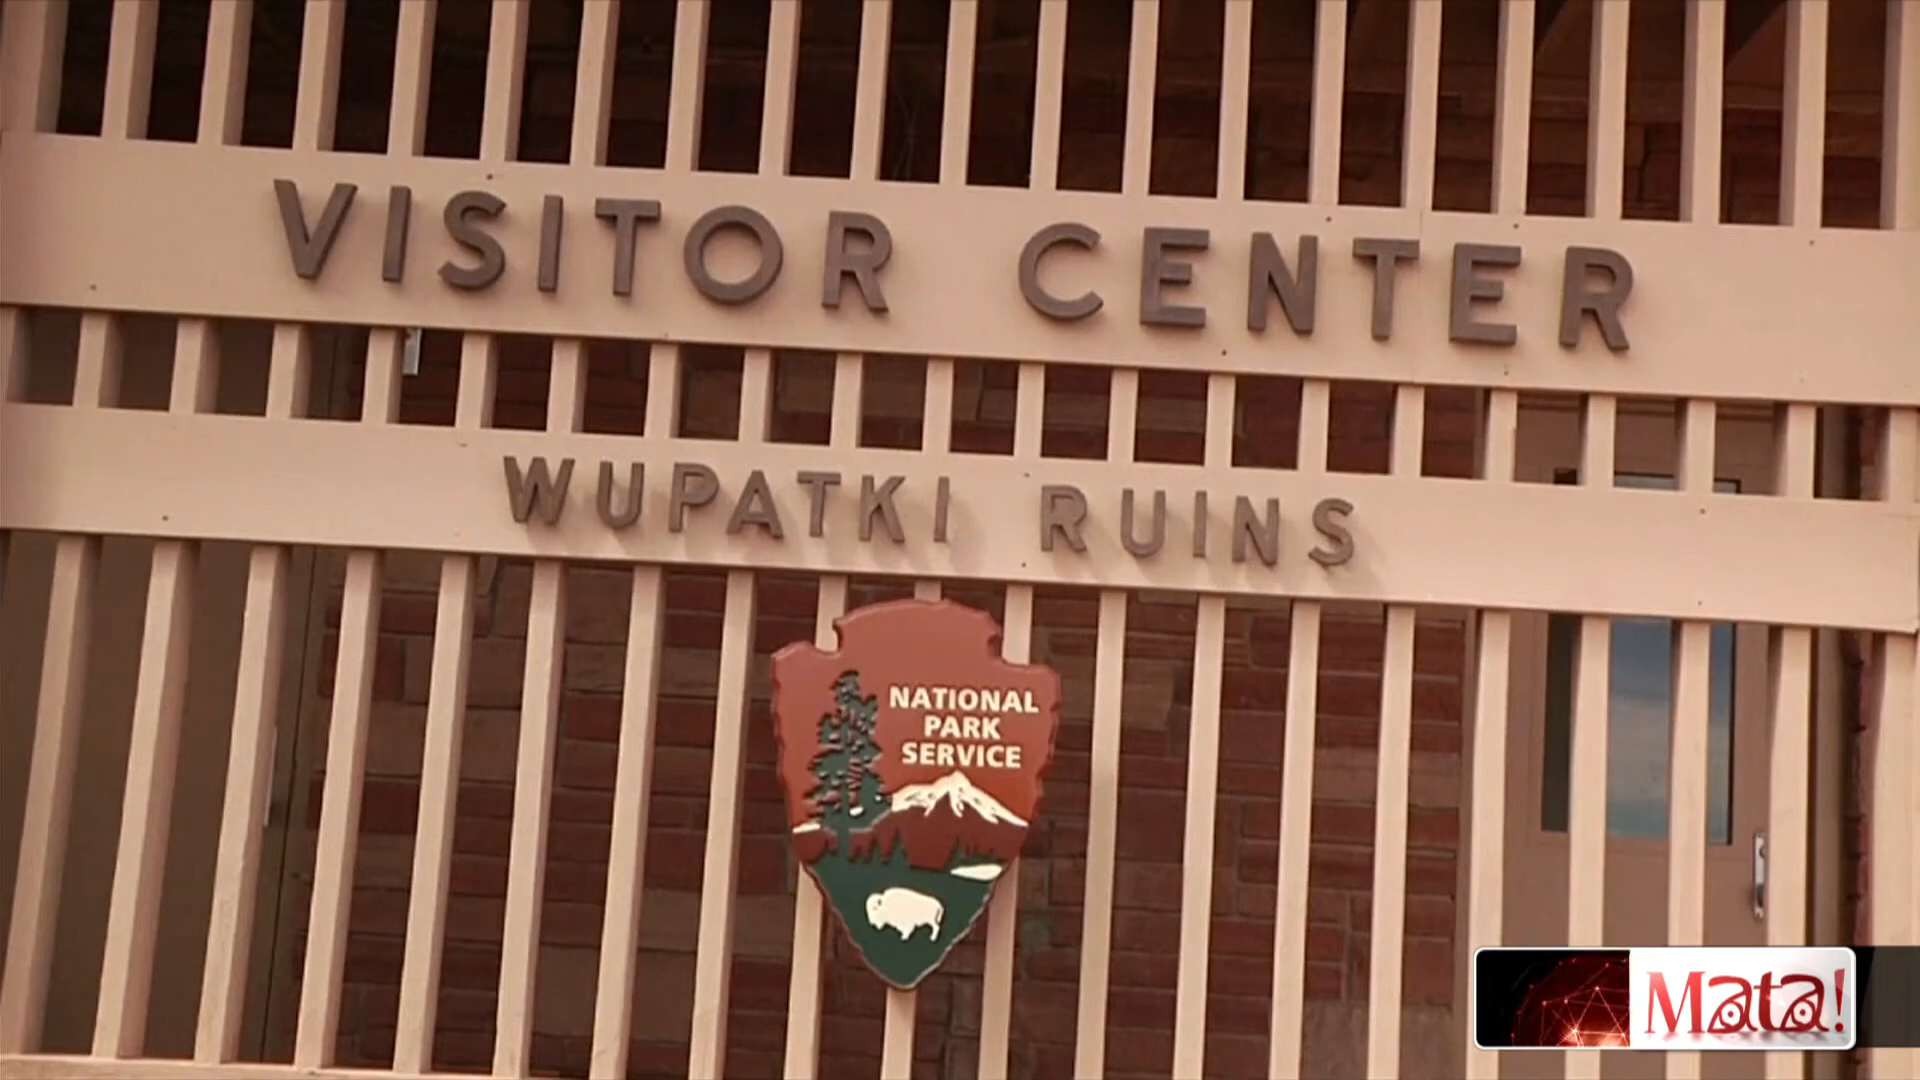 VISITOR CENTER
WUPATKI RUINS
NATIONAL
PARK
SERVICE
Mata!